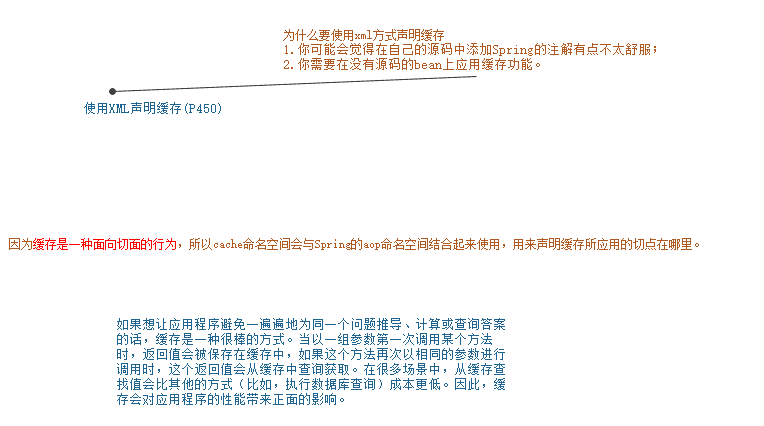 为什么要使用xml方式声明缓存
1.你可能会觉得在自己的源码中添加Spring的注解有点不太舒服；
2.你需要在没有源码的bean上应用缓存功能。
使用XML声明缓存(P450)
因为缓存是一种面向切面的行为，所以cache命名空间会与Spring的aop命名空间结合起来使用，用来声明缓存所应用的切点在哪里。
如果想让应用程序避免一遍遍地为同一个问题推导、计算或查询答案
的话，缓存是一种很棒的方式。当以一组参数第一次调用某个方法
时，返回值会被保存在缓存中，如果这个方法再次以相同的参数进行
调用时，这个返回值会从缓存中查询获取。在很多场景中，从缓存查
找值会比其他的方式（比如，执行数据库查询）成本更低。因此，缓
存会对应用程序的性能带来正面的影响。